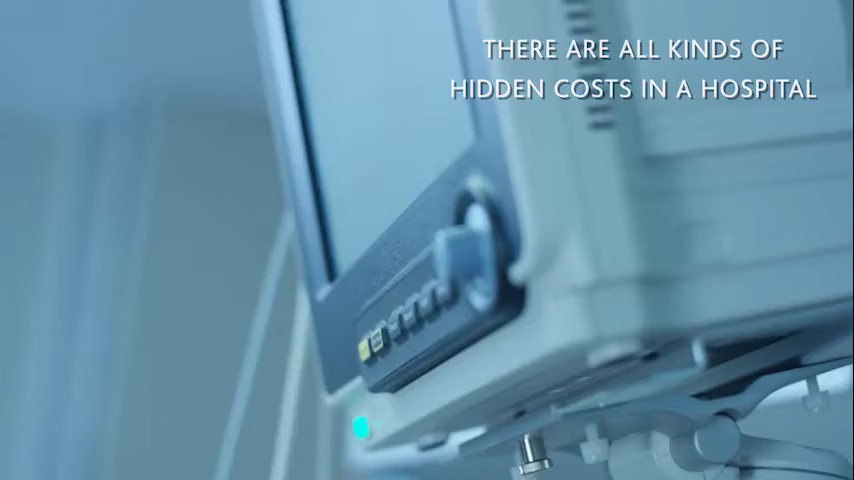 THERE ARE ALL KINDS OF
HIDDEN COSTS IN A HOSPITAL